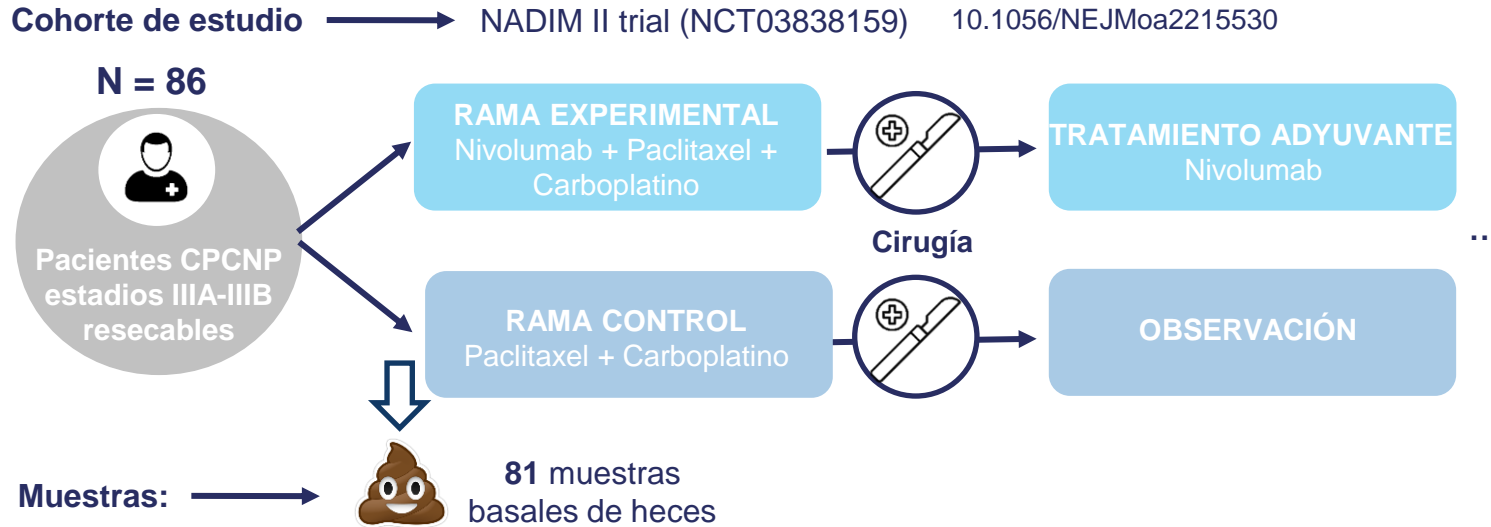 Cohorte de estudio NADIM II trial (NCT03838159) 10.1056/NEJMoa2215530
N = 86
Pacientes CPCNP
estadios IIIA-IIIB
resecables
RAMA EXPERIMENTAL
Nivolumab + Paclitaxel +
Carboplatino
TRATAMIENTO ADYUVANTE
Nivolumab
Cirugía
..
RAMA CONTROL
Paclitaxel + Carboplatino
OBSERVACIÓN
Muestras:
81 muestras
basales de heces